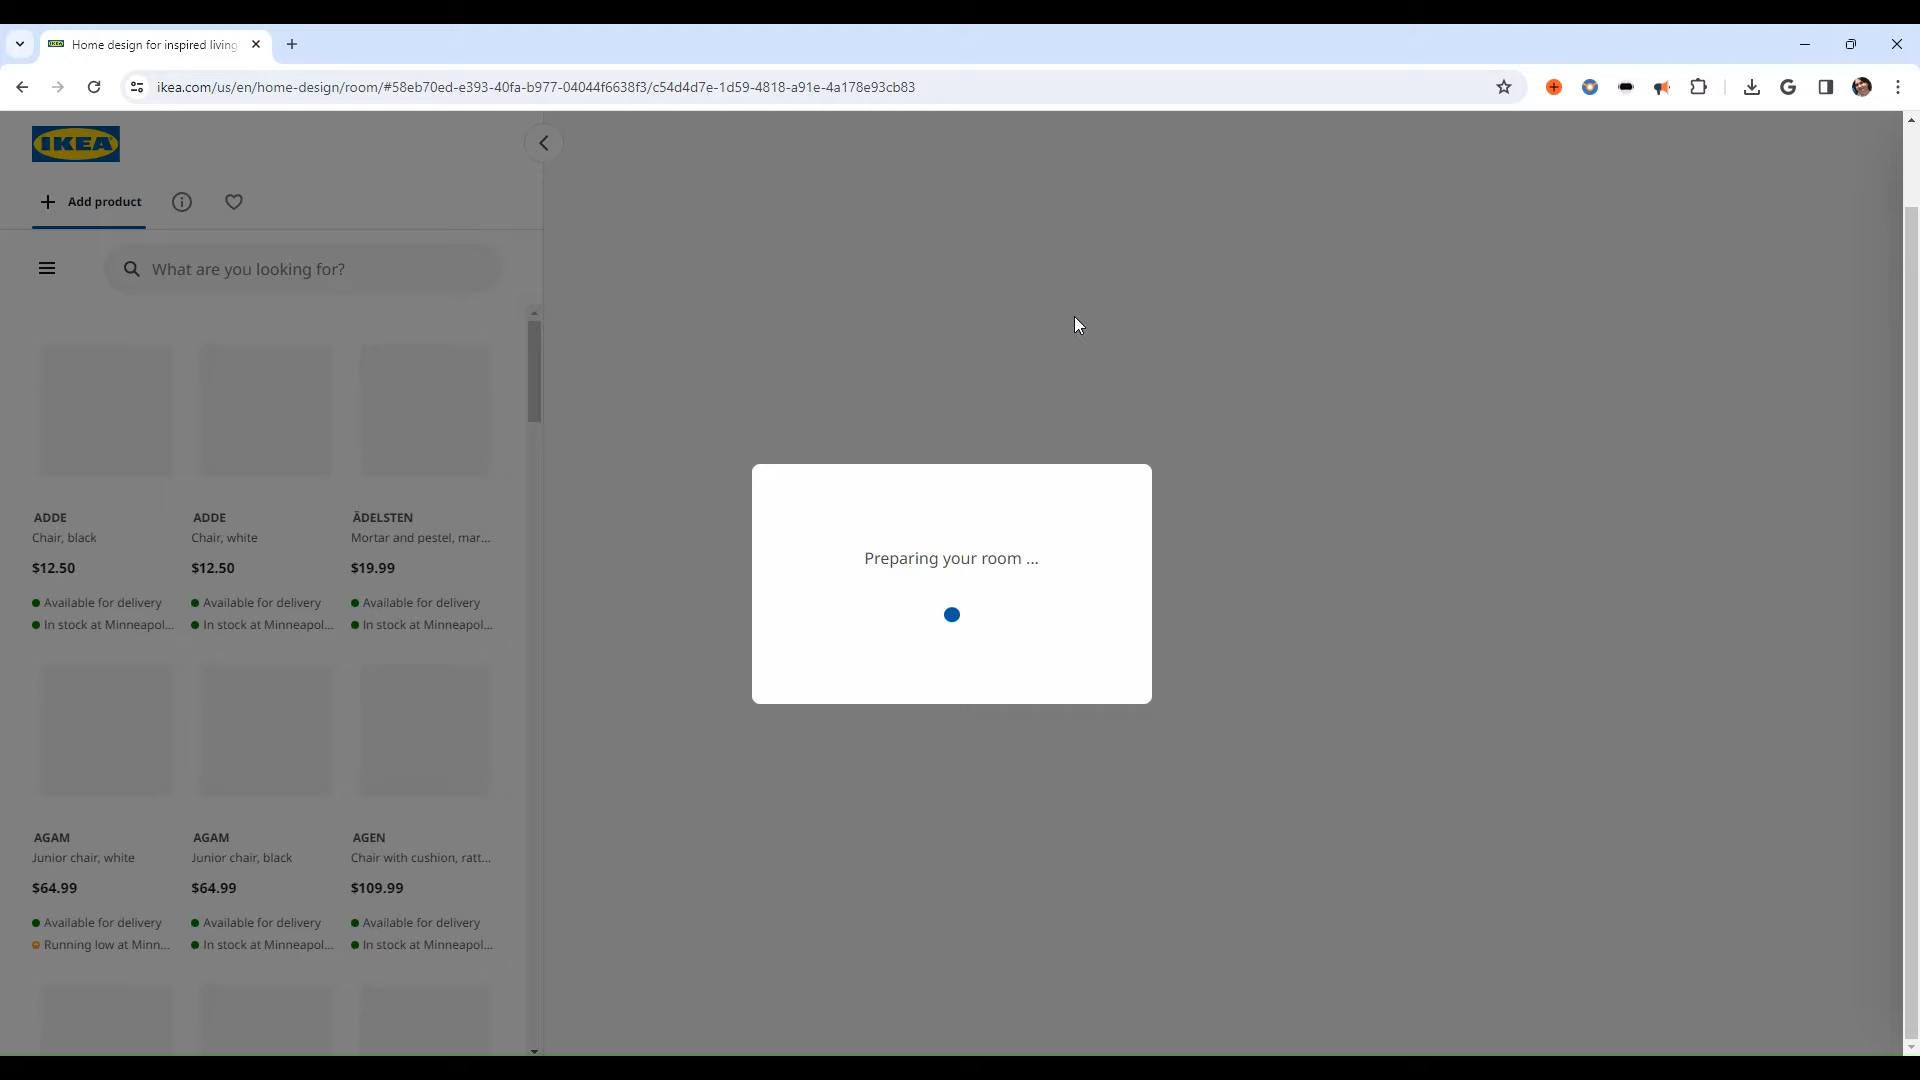 Home design for inspired living
ikea.com/us/en/home-design/room/#58eb70ed-e393-40fa-b977-04044f6638f3/c54d4d7e-1d59-4818-a91e-4a178e93cb83
IKEA
Add product
What are you looking for?
ADDE ADDE ÄDELSTEN
Chair, black Chair, white Mortar and pestel, mar...
$12.50 $12.50 $19.99
Available for delivery Available for delivery Available for delivery
In stock at Minneapol... In stock at Minneapol... In stock at Minneapol...
Preparing your room ...
AGAM AGAM AGEN
Junior chair, white Junior chair, black Chair with cushion, ratt...
$64.99 $64.99 $109.99
Available for delivery Available for delivery Available for delivery
Running low at Minn... In stock at Minneapol... In stock at Minneapol...